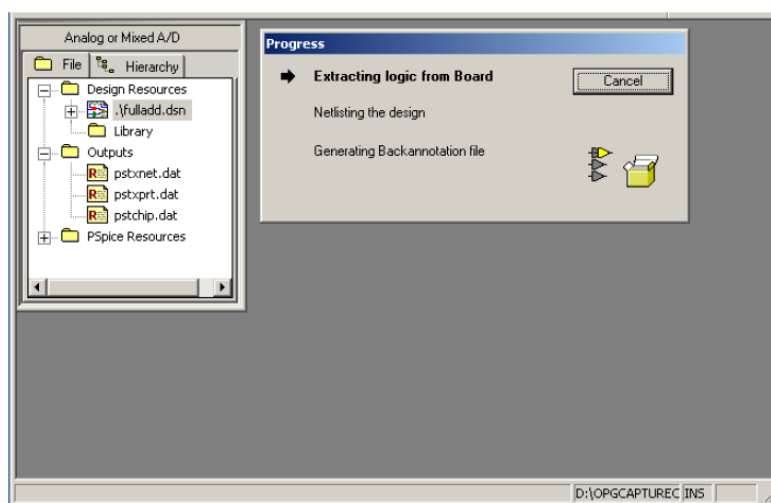 Analog or Mixed A/D
File
Hierarchy
Design Resources
.\fulladd.dsn
Library
Outputs
pstxnet.dat
pstxprt.dat
pstchip.dat
PSpice Resources
Progress
Extracting logic from Board
Cancel
Netlisting the design
Generating Backannotation file
D:\OPGCAPTUREC INS